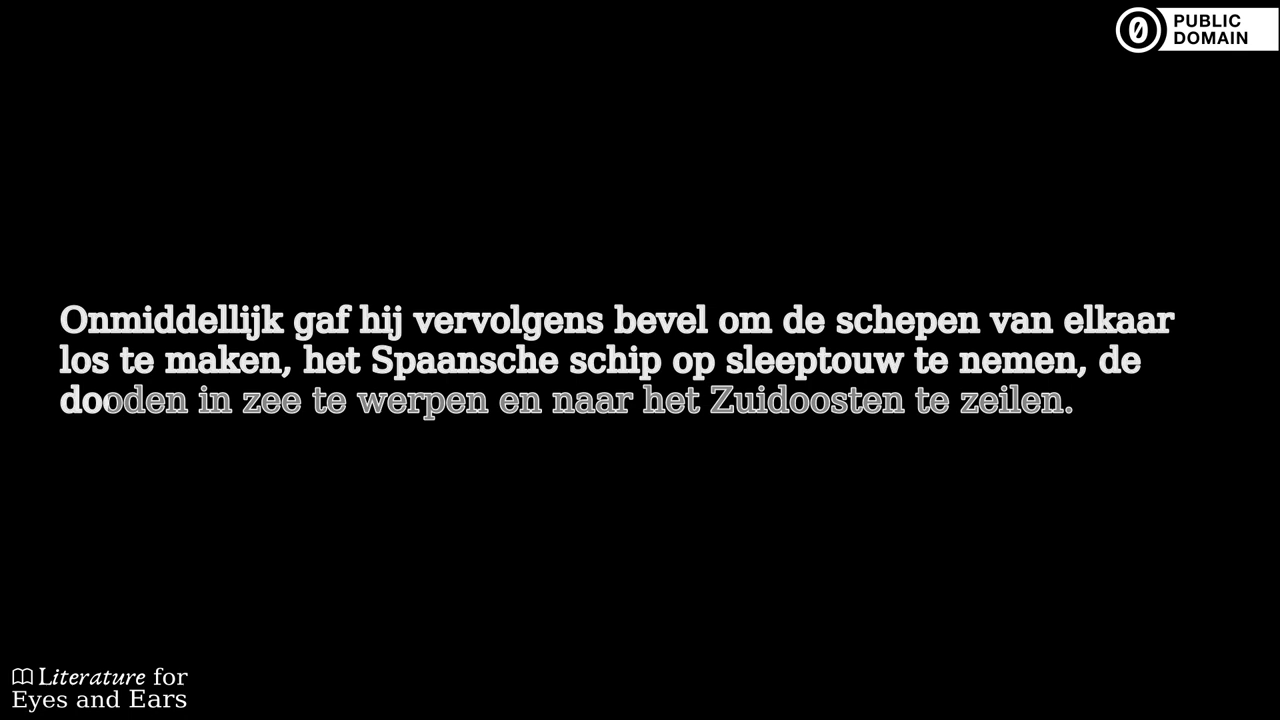 PUBLIC
DOMAIN
Onmiddellijk gaf hij vervolgens bevel om de schepen van elkaar
los te maken, het Spaansche schip op sleeptouw te nemen, de
dooden in zee te werpen en naar het Zuidoosten te zeilen.
Literature for
Eyes and Ears